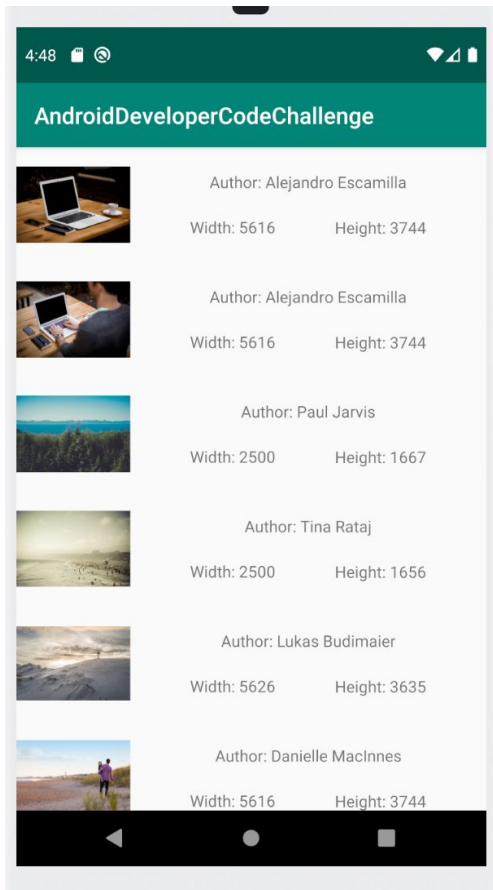 4:48
AndroidDeveloperCodeChallenge
Author: Alejandro Escamilla
Width: 5616 Height: 3744
Author: Alejandro Escamilla
Width: 5616 Height: 3744
Author: Paul Jarvis
Width: 2500 Height: 1667
Author: Tina Rataj
Width: 2500 Height: 1656
Author: Lukas Budimaier
Width: 5626 Height: 3635
Author: Danielle MacInnes
Width: 5616 Height: 3744